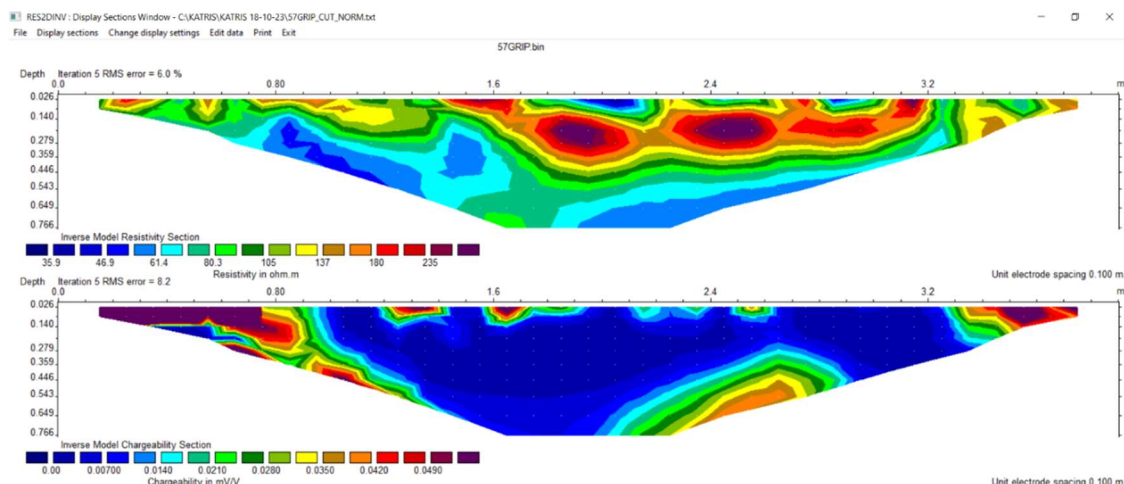 RES2DINV : Display Sections Window - C:\KATRIS\KATRIS 18-10-23\57GRIP_CUT_NORM.txt
File Display sections Change display settings Edit data Print Exit
57GRIP.bin
Depth Iteration 5 RMS error = 6.0 %
0.0 0.80 1.6 2.4 3.2 m
0.026
0.140
0.279
0.359
0.446
0.543
0.649
0.766
Inverse Model Resistivity Section
35.9 46.9 61.4 80.3 105 137 180 235
Resistivity in ohm.m
Unit electrode spacing 0.100 m
Depth Iteration 5 RMS error = 8.2
0.0 0.80 1.6 2.4 3.2 m
0.026
0.140
0.279
0.359
0.446
0.543
0.649
0.766
Inverse Model Chargeability Section
0.00 0.00700 0.0140 0.0210 0.0280 0.0350 0.0420 0.0490
Chargeability in mV/V
Unit electrode spacing 0.100 m